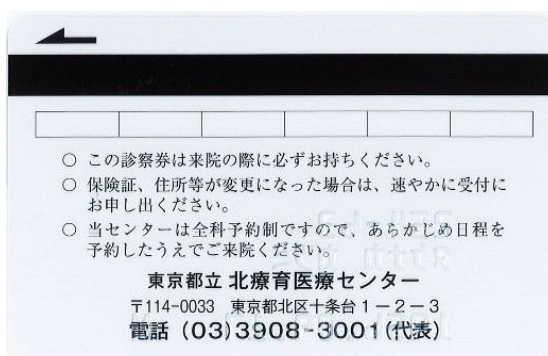 ○ この診察券は来院の際に必ずお持ちください。
○ 保険証、住所等が変更になった場合は、速やかに受付に
お申し出ください。
○ 当センターは全科予約制ですので、あらかじめ日程を
予約したうえでご来院ください。
東京都立 北療育医療センター
〒114-0033 東京都北区十条台1-2-3
電話 (03)3908-3001(代表)